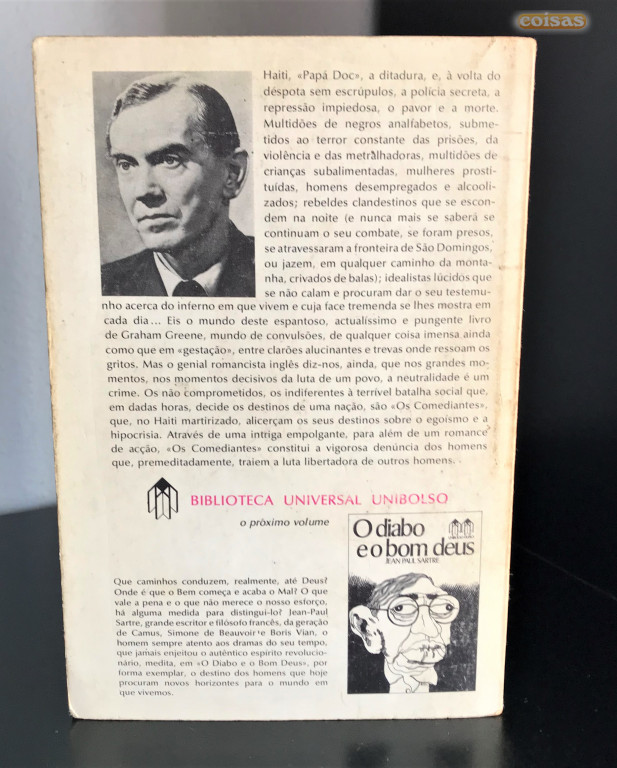 coisas
Haiti, «Papá Doc», a ditadura, e, à volta do
déspota sem escrúpulos, a polícia secreta, a
repressão impiedosa, o pavor e a morte.
Multidões de negros analfabetos, subme-
tidos ao terror constante das prisões, da
violência e das metralhadoras, multidões de
crianças subalimentadas, mulheres prosti-
tuídas, homens desempregados e alcooli-
zados; rebeldes clandestinos que se escon-
dem na noite (e nunca mais se saberá se
continuam o seu combate, se foram presos,
se atravessaram a fronteira de São Domingos,
ou jazem, em qualquer caminho da monta-
nha, crivados de balas); idealistas lúcidos que
se não calam e procuram dar o seu testemu-
nho acerca do inferno em que vivem e cuja face tremenda se lhes mostra em
cada dia... Eis o mundo deste espantoso, actualíssimo e pungente livro
de Graham Greene, mundo de convulsões, de qualquer coisa imensa ainda
como que em «gestação», entre clarões alucinantes e trevas onde ressoam os
gritos. Mas o genial romancista inglês diz-nos, ainda, que nos grandes mo-
mentos, nos momentos decisivos da luta de um povo, a neutralidade é um
crime. Os não comprometidos, os indiferentes à terrível batalha social que,
em dadas horas, decide os destinos de uma nação, são «Os Comediantes»,
que, no Haiti martirizado, alicerçam os seus destinos sobre o egoísmo e a
hipocrisia. Através de uma intriga empolgante, para além de um romance
de acção, «Os Comediantes» constitui a vigorosa denúncia dos homens
que, premeditadamente, traiem a luta libertadora de outros homens.
BIBLIOTECA UNIVERSAL UNIBOLSO
o próximo volume
O diabo
e o bom deus
JEAN PAUL SARTRE
Que caminhos conduzem, realmente, até Deus?
Onde é que o Bem começa e acaba o Mal? O que
vale a pena e o que não merece o nosso esforço,
há alguma medida para distingui-lo? Jean-Paul
Sartre, grande escritor e filósofo francês, da geração
de Camus, Simone de Beauvoir e Boris Vian, o
homem sempre atento aos dramas do seu tempo,
que jamais enjeitou o autêntico espírito revolucio-
nário, medita, em «O Diabo e o Bom Deus», por
forma exemplar, o destino dos homens que hoje
procuram novos horizontes para o mundo em
que vivemos.